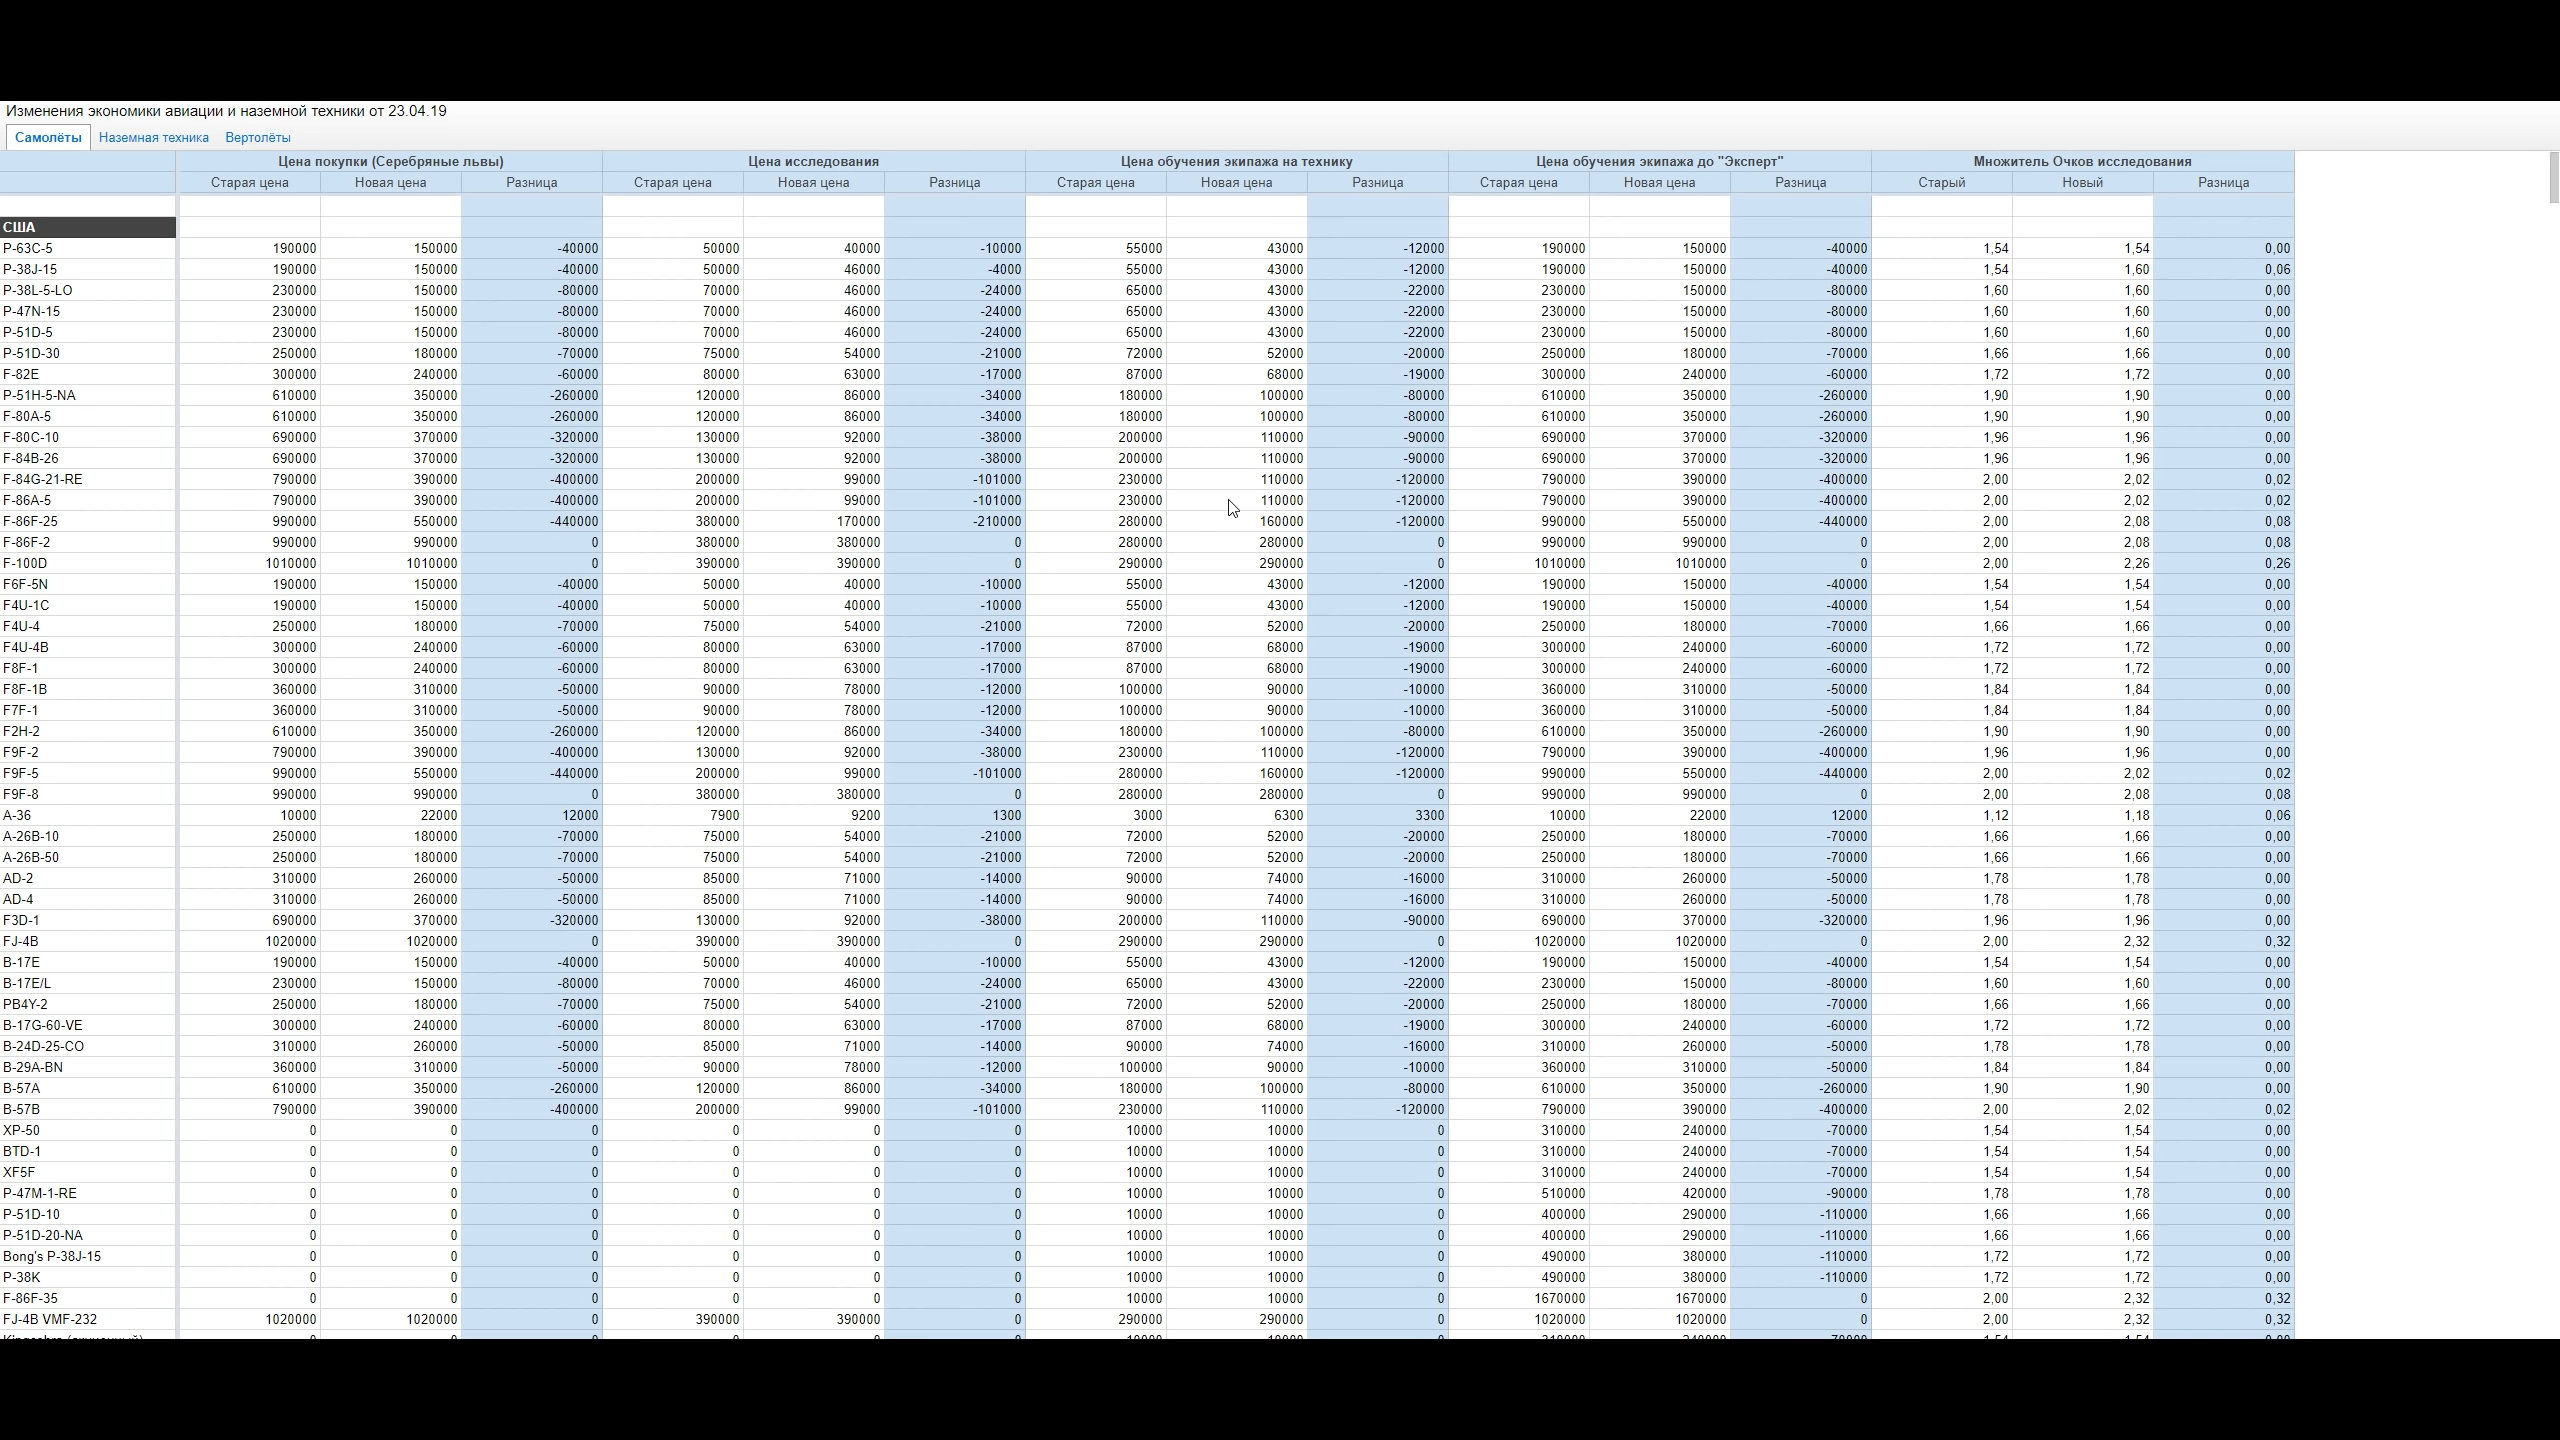 Изменения экономики авиации и наземной техники от 23.04.19
Самолёты Наземная техника Вертолёты
Цена покупки (Серебряные львы) Цена исследования Цена обучения экипажа на технику Цена обучения экипажа до "Эксперт" Множитель Очков исследования
Старая цена Новая цена Разница Старая цена Новая цена Разница Старая цена Новая цена Разница Старая цена Новая цена Разница Старый Новый Разница
США
P-63C-5 190000 150000 -40000 50000 40000 -10000 55000 43000 -12000 190000 150000 -40000 1,54 1,54 0,00
P-38J-15 190000 150000 -40000 50000 46000 -4000 55000 43000 -12000 190000 150000 -40000 1,54 1,60 0,06
P-38L-5-LO 230000 150000 -80000 70000 46000 -24000 65000 43000 -22000 230000 150000 -80000 1,60 1,60 0,00
P-47N-15 230000 150000 -80000 70000 46000 -24000 65000 43000 -22000 230000 150000 -80000 1,60 1,60 0,00
P-51D-5 230000 150000 -80000 70000 46000 -24000 65000 43000 -22000 230000 150000 -80000 1,60 1,60 0,00
P-51D-30 250000 180000 -70000 75000 54000 -21000 72000 52000 -20000 250000 180000 -70000 1,66 1,66 0,00
F-82E 300000 240000 -60000 80000 63000 -17000 87000 68000 -19000 300000 240000 -60000 1,72 1,72 0,00
P-51H-5-NA 610000 350000 -260000 120000 86000 -34000 180000 100000 -80000 610000 350000 -260000 1,90 1,90 0,00
F-80A-5 610000 350000 -260000 120000 86000 -34000 180000 100000 -80000 610000 350000 -260000 1,90 1,90 0,00
F-80C-10 690000 370000 -320000 130000 92000 -38000 200000 110000 -90000 690000 370000 -320000 1,96 1,96 0,00
F-84B-26 690000 370000 -320000 130000 92000 -38000 200000 110000 -90000 690000 370000 -320000 1,96 1,96 0,00
F-84G-21-RE 790000 390000 -400000 200000 99000 -101000 230000 110000 -120000 790000 390000 -400000 2,00 2,02 0,02
F-86A-5 790000 390000 -400000 200000 99000 -101000 230000 110000 -120000 790000 390000 -400000 2,00 2,02 0,02
F-86F-25 990000 550000 -440000 380000 170000 -210000 280000 160000 -120000 990000 550000 -440000 2,00 2,08 0,08
F-86F-2 990000 990000 0 380000 380000 0 280000 280000 0 990000 990000 0 2,00 2,08 0,08
F-100D 1010000 1010000 0 390000 390000 0 290000 290000 0 1010000 1010000 0 2,00 2,26 0,26
F6F-5N 190000 150000 -40000 50000 40000 -10000 55000 43000 -12000 190000 150000 -40000 1,54 1,54 0,00
F4U-1C 190000 150000 -40000 50000 40000 -10000 55000 43000 -12000 190000 150000 -40000 1,54 1,54 0,00
F4U-4 250000 180000 -70000 75000 54000 -21000 72000 52000 -20000 250000 180000 -70000 1,66 1,66 0,00
F4U-4B 300000 240000 -60000 80000 63000 -17000 87000 68000 -19000 300000 240000 -60000 1,72 1,72 0,00
F8F-1 300000 240000 -60000 80000 63000 -17000 87000 68000 -19000 300000 240000 -60000 1,72 1,72 0,00
F8F-1B 360000 310000 -50000 90000 78000 -12000 100000 90000 -10000 360000 310000 -50000 1,84 1,84 0,00
F7F-1 360000 310000 -50000 90000 78000 -12000 100000 90000 -10000 360000 310000 -50000 1,84 1,84 0,00
F2H-2 610000 350000 -260000 120000 86000 -34000 180000 100000 -80000 610000 350000 -260000 1,90 1,90 0,00
F9F-2 790000 390000 -400000 130000 92000 -38000 230000 110000 -120000 790000 390000 -400000 1,96 1,96 0,00
F9F-5 990000 550000 -440000 200000 99000 -101000 280000 160000 -120000 990000 550000 -440000 2,00 2,02 0,02
F9F-8 990000 990000 0 380000 380000 0 280000 280000 0 990000 990000 0 2,00 2,08 0,08
A-36 10000 22000 12000 7900 9200 1300 3000 6300 3300 10000 22000 12000 1,12 1,18 0,06
A-26B-10 250000 180000 -70000 75000 54000 -21000 72000 52000 -20000 250000 180000 -70000 1,66 1,66 0,00
A-26B-50 250000 180000 -70000 75000 54000 -21000 72000 52000 -20000 250000 180000 -70000 1,66 1,66 0,00
AD-2 310000 260000 -50000 85000 71000 -14000 90000 74000 -16000 310000 260000 -50000 1,78 1,78 0,00
AD-4 310000 260000 -50000 85000 71000 -14000 90000 74000 -16000 310000 260000 -50000 1,78 1,78 0,00
F3D-1 690000 370000 -320000 130000 92000 -38000 200000 110000 -90000 690000 370000 -320000 1,96 1,96 0,00
FJ-4B 1020000 1020000 0 390000 390000 0 290000 290000 0 1020000 1020000 0 2,00 2,32 0,32
B-17E 190000 150000 -40000 50000 40000 -10000 55000 43000 -12000 190000 150000 -40000 1,54 1,54 0,00
B-17E/L 230000 150000 -80000 70000 46000 -24000 65000 43000 -22000 230000 150000 -80000 1,60 1,60 0,00
PB4Y-2 250000 180000 -70000 75000 54000 -21000 72000 52000 -20000 250000 180000 -70000 1,66 1,66 0,00
B-17G-60-VE 300000 240000 -60000 80000 63000 -17000 87000 68000 -19000 300000 240000 -60000 1,72 1,72 0,00
B-24D-25-CO 310000 260000 -50000 85000 71000 -14000 90000 74000 -16000 310000 260000 -50000 1,78 1,78 0,00
B-29A-BN 360000 310000 -50000 90000 78000 -12000 100000 90000 -10000 360000 310000 -50000 1,84 1,84 0,00
B-57A 610000 350000 -260000 120000 86000 -34000 180000 100000 -80000 610000 350000 -260000 1,90 1,90 0,00
B-57B 790000 390000 -400000 200000 99000 -101000 230000 110000 -120000 790000 390000 -400000 2,00 2,02 0,02
XP-50 0 0 0 0 0 0 10000 10000 0 310000 240000 -70000 1,54 1,54 0,00
BTD-1 0 0 0 0 0 0 10000 10000 0 310000 240000 -70000 1,54 1,54 0,00
XF5F 0 0 0 0 0 0 10000 10000 0 310000 240000 -70000 1,54 1,54 0,00
P-47M-1-RE 0 0 0 0 0 0 10000 10000 0 510000 420000 -90000 1,78 1,78 0,00
P-51D-10 0 0 0 0 0 0 10000 10000 0 400000 290000 -110000 1,66 1,66 0,00
P-51D-20-NA 0 0 0 0 0 0 10000 10000 0 400000 290000 -110000 1,66 1,66 0,00
Bong's P-38J-15 0 0 0 0 0 0 10000 10000 0 490000 380000 -110000 1,72 1,72 0,00
P-38K 0 0 0 0 0 0 10000 10000 0 490000 380000 -110000 1,72 1,72 0,00
F-86F-35 0 0 0 0 0 0 10000 10000 0 1670000 1670000 0 2,00 2,32 0,32
FJ-4B VMF-232 1020000 1020000 0 390000 390000 0 290000 290000 0 1020000 1020000 0 2,00 2,32 0,32